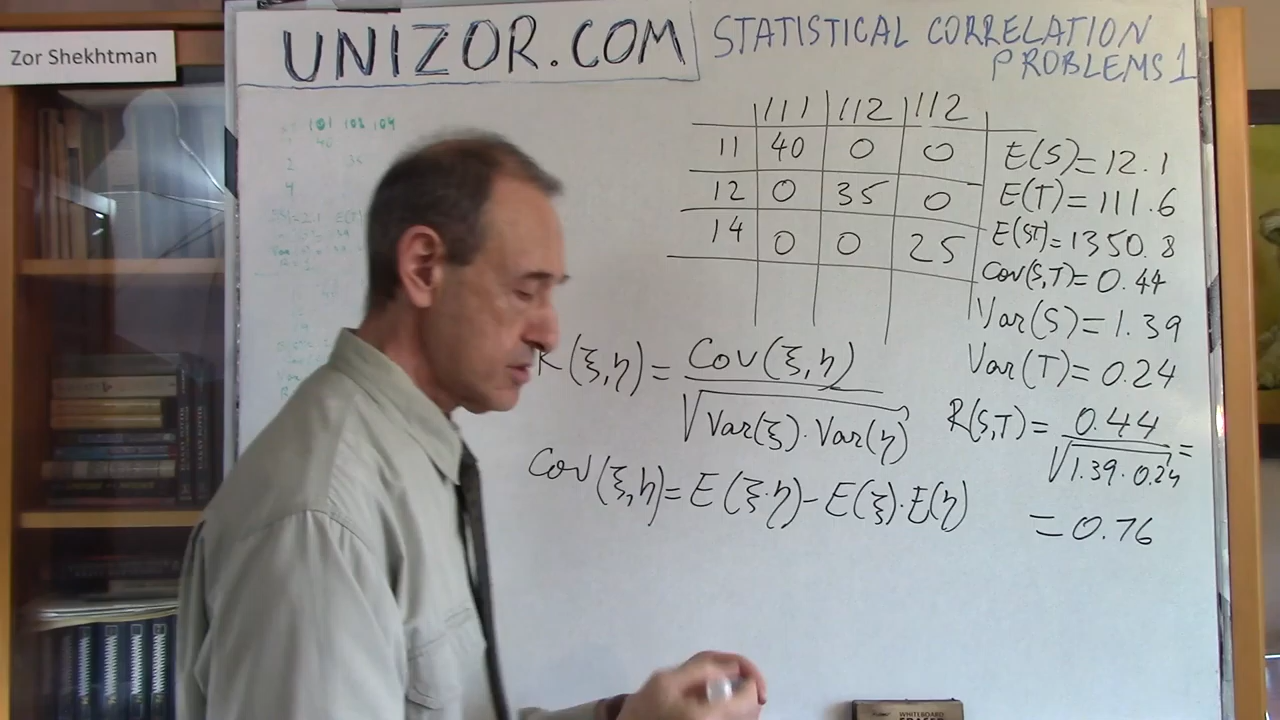 Zor Shekhtman
UNIZOR.COM
STATISTICAL CORRELATION
PROBLEMS 1
111 112 112
11 40 0 0
12 0 35 0
14 0 0 25
E(S)=12.1
E(T)=111.6
E(ST)=1350.8
Cov(S,T)=0.44
Var(S)=1.39
Var(T)=0.24
R(S,T)= 0.44 / √1.39·0.24 =
=0.76
R(ξ,η)= Cov(ξ,η) / √Var(ξ)·Var(η)
Cov(ξ,η)=E(ξ·η)-E(ξ)·E(η)
WHITEBOARD
ERASER